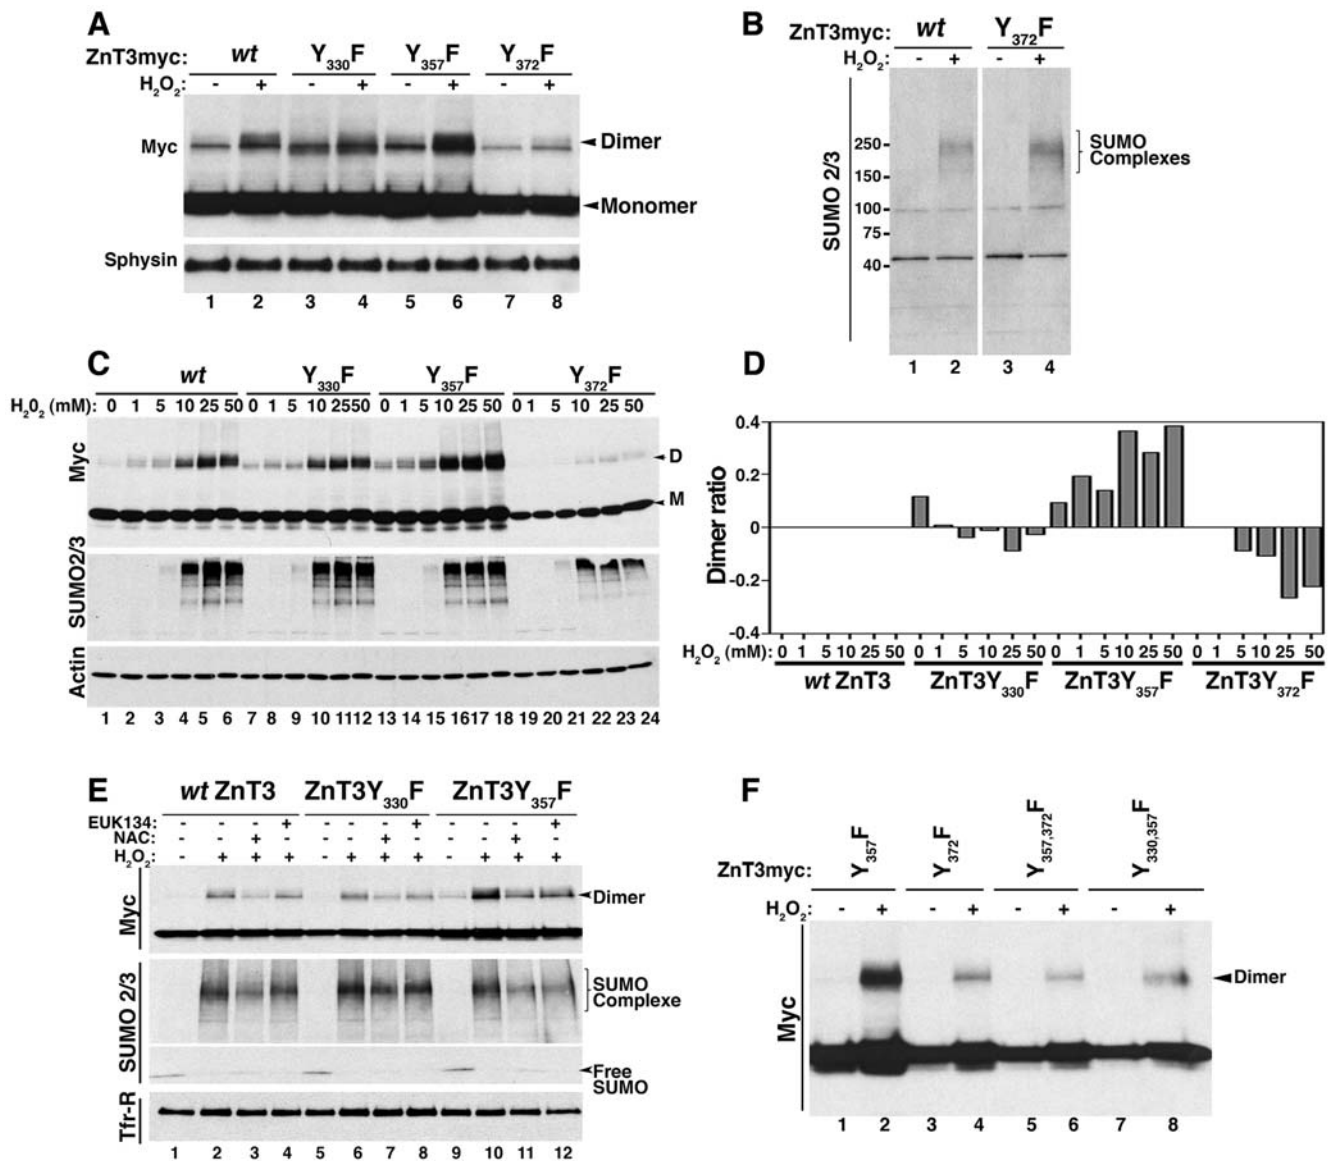 A
ZnT3myc: wt Y330F Y357F Y372F
H2O2: - + - + - + - +
Myc
Dimer
Monomer
Sphysin
1 2 3 4 5 6 7 8
B
ZnT3myc: wt Y372F
H2O2: - + - +
SUMO 2/3
250
150
100
75
40
SUMO
Complexes
1 2 3 4
C
wt Y330F Y357F Y372F
H2O2 (mM): 0 1 5 10 25 50 0 1 5 10 25 50 0 1 5 10 25 50 0 1 5 10 25 50
Myc
D
M
SUMO2/3
Actin
1 2 3 4 5 6 7 8 9 10 11 12 13 14 15 16 17 18 19 20 21 22 23 24
D
Dimer ratio
0.4
0.2
0
-0.2
-0.4
H2O2 (mM): 0 1 5 10 25 50 0 1 5 10 25 50 0 1 5 10 25 50 0 1 5 10 25 50
wt ZnT3 ZnT3Y330F ZnT3Y357F ZnT3Y372F
E
wt ZnT3 ZnT3Y330F ZnT3Y357F
EUK134: - - - + - - - + - - - +
NAC: - - + - - - + - - - + -
H2O2: - + + + - + + + - + + +
Myc
Dimer
SUMO 2/3
SUMO
Complexe
Free
SUMO
Tfr-R
1 2 3 4 5 6 7 8 9 10 11 12
F
ZnT3myc: Y357F Y372F Y357,372F Y330,357F
H2O2: - + - + - + - +
Myc
Dimer
1 2 3 4 5 6 7 8